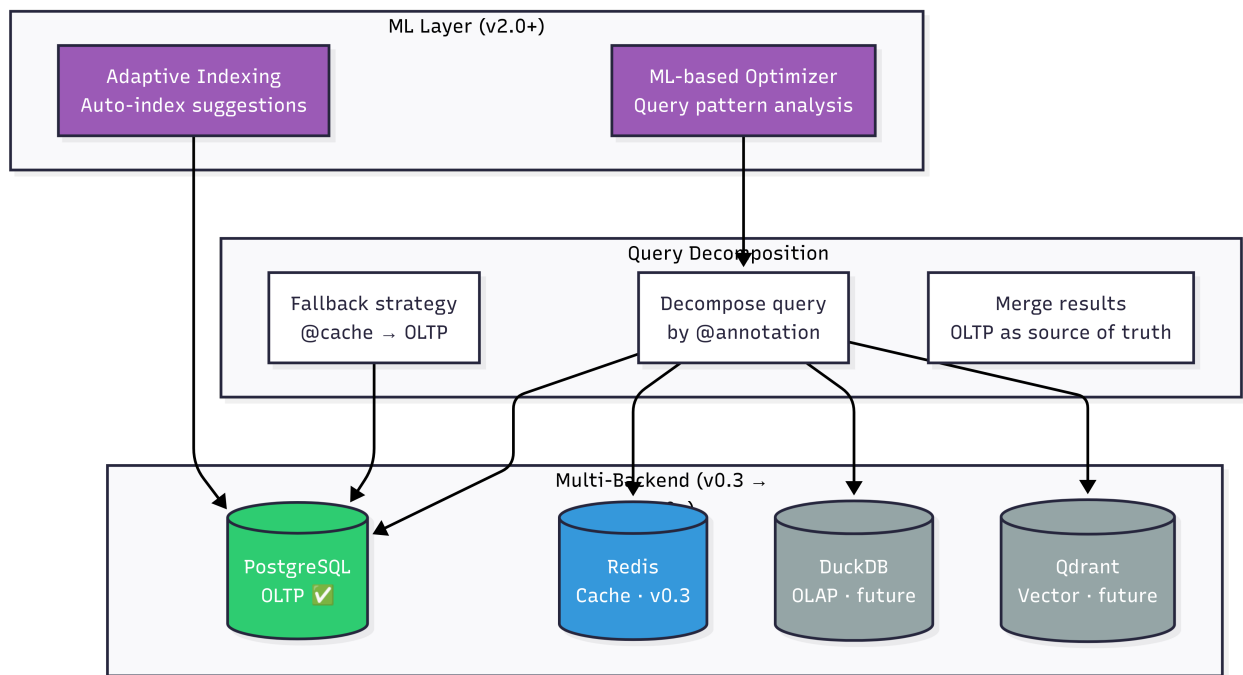 ML Layer (v2.0+)
Adaptive Indexing
Auto-index suggestions
ML-based Optimizer
Query pattern analysis
Query Decomposition
Fallback strategy
@cache → OLTP
Decompose query
by @annotation
Merge results
OLTP as source of truth
Multi-Backend (v0.3 →
PostgreSQL
OLTP ✅
Redis
Cache · v0.3
DuckDB
OLAP · future
Qdrant
Vector · future